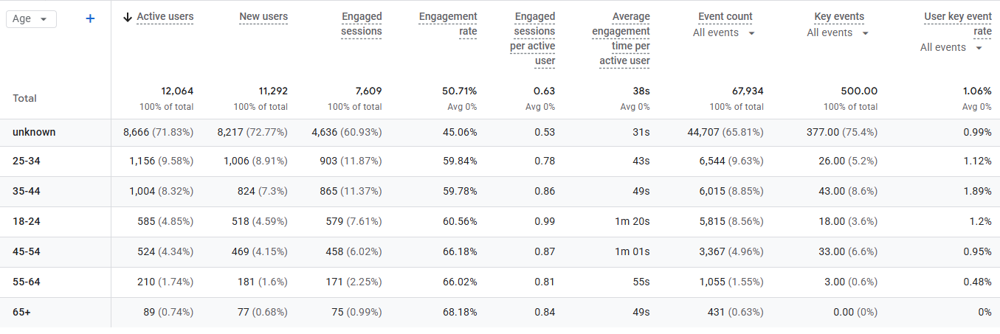 Age + Active users New users Engaged sessions Engagement rate Engaged sessions per active user Average engagement time per active user Event count All events Key events All events User key event rate All events
Total 12,064 11,292 7,609 50.71% 0.63 38s 67,934 500.00 1.06%
100% of total 100% of total 100% of total Avg 0% Avg 0% Avg 0% 100% of total 100% of total Avg 0%
unknown 8,666 (71.83%) 8,217 (72.77%) 4,636 (60.93%) 45.06% 0.53 31s 44,707 (65.81%) 377.00 (75.4%) 0.99%
25-34 1,156 (9.58%) 1,006 (8.91%) 903 (11.87%) 59.84% 0.78 43s 6,544 (9.63%) 26.00 (5.2%) 1.12%
35-44 1,004 (8.32%) 824 (7.3%) 865 (11.37%) 59.78% 0.86 49s 6,015 (8.85%) 43.00 (8.6%) 1.89%
18-24 585 (4.85%) 518 (4.59%) 579 (7.61%) 60.56% 0.99 1m 20s 5,815 (8.56%) 18.00 (3.6%) 1.2%
45-54 524 (4.34%) 469 (4.15%) 458 (6.02%) 66.18% 0.87 1m 01s 3,367 (4.96%) 33.00 (6.6%) 0.95%
55-64 210 (1.74%) 181 (1.6%) 171 (2.25%) 66.02% 0.81 55s 1,055 (1.55%) 3.00 (0.6%) 0.48%
65+ 89 (0.74%) 77 (0.68%) 75 (0.99%) 68.18% 0.84 49s 431 (0.63%) 0.00 (0%) 0%